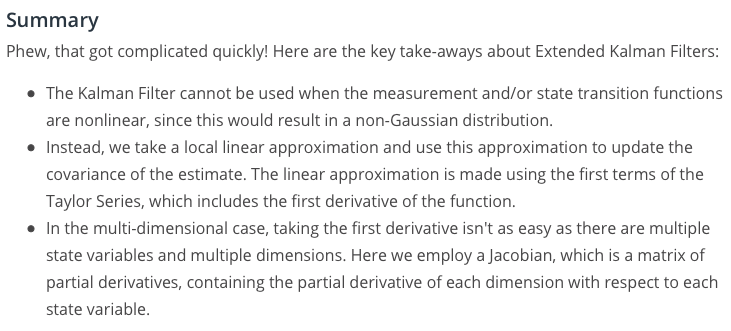 Summary
Phew, that got complicated quickly! Here are the key take-aways about Extended Kalman Filters:
• The Kalman Filter cannot be used when the measurement and/or state transition functions
are nonlinear, since this would result in a non-Gaussian distribution.
• Instead, we take a local linear approximation and use this approximation to update the
covariance of the estimate. The linear approximation is made using the first terms of the
Taylor Series, which includes the first derivative of the function.
• In the multi-dimensional case, taking the first derivative isn't as easy as there are multiple
state variables and multiple dimensions. Here we employ a Jacobian, which is a matrix of
partial derivatives, containing the partial derivative of each dimension with respect to each
state variable.